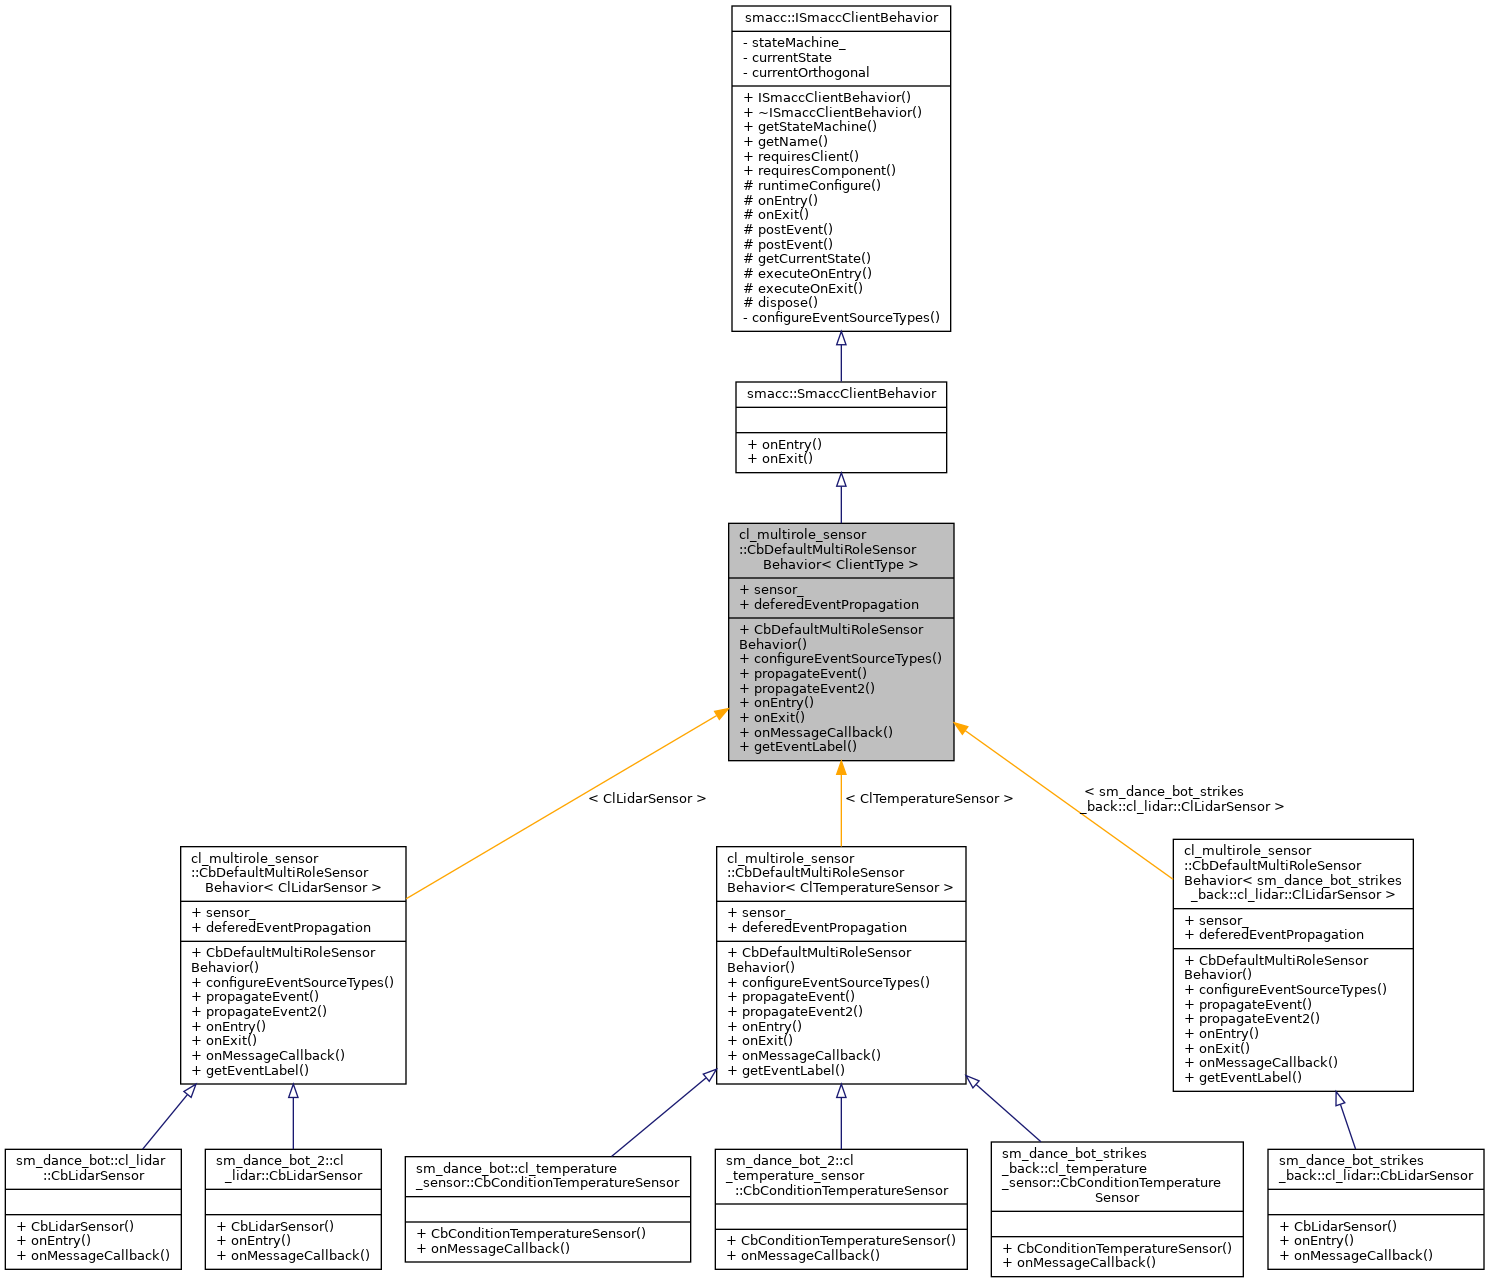 smacc::ISmaccClientBehavior
- stateMachine_
- currentState
- currentOrthogonal
+ ISmaccClientBehavior()
+ ~ISmaccClientBehavior()
+ getStateMachine()
+ getName()
+ requiresClient()
+ requiresComponent()
# runtimeConfigure()
# onEntry()
# onExit()
# postEvent()
# postEvent()
# getCurrentState()
# executeOnEntry()
# executeOnExit()
# dispose()
- configureEventSourceTypes()
smacc::SmaccClientBehavior
+ onEntry()
+ onExit()
cl_multirole_sensor
::CbDefaultMultiRoleSensor
Behavior< ClientType >
+ sensor_
+ deferedEventPropagation
+ CbDefaultMultiRoleSensor
Behavior()
+ configureEventSourceTypes()
+ propagateEvent()
+ propagateEvent2()
+ onEntry()
+ onExit()
+ onMessageCallback()
+ getEventLabel()
< ClLidarSensor >
< ClTemperatureSensor >
< sm_dance_bot_strikes
_back::cl_lidar::ClLidarSensor >
cl_multirole_sensor
::CbDefaultMultiRoleSensor
Behavior< ClLidarSensor >
+ sensor_
+ deferedEventPropagation
+ CbDefaultMultiRoleSensor
Behavior()
+ configureEventSourceTypes()
+ propagateEvent()
+ propagateEvent2()
+ onEntry()
+ onExit()
+ onMessageCallback()
+ getEventLabel()
cl_multirole_sensor
::CbDefaultMultiRoleSensor
Behavior< ClTemperatureSensor >
+ sensor_
+ deferedEventPropagation
+ CbDefaultMultiRoleSensor
Behavior()
+ configureEventSourceTypes()
+ propagateEvent()
+ propagateEvent2()
+ onEntry()
+ onExit()
+ onMessageCallback()
+ getEventLabel()
cl_multirole_sensor
::CbDefaultMultiRoleSensor
Behavior< sm_dance_bot_strikes
_back::cl_lidar::ClLidarSensor >
+ sensor_
+ deferedEventPropagation
+ CbDefaultMultiRoleSensor
Behavior()
+ configureEventSourceTypes()
+ propagateEvent()
+ propagateEvent2()
+ onEntry()
+ onExit()
+ onMessageCallback()
+ getEventLabel()
sm_dance_bot::cl_lidar
::CbLidarSensor
+ CbLidarSensor()
+ onEntry()
+ onMessageCallback()
sm_dance_bot_2::cl
_lidar::CbLidarSensor
+ CbLidarSensor()
+ onEntry()
+ onMessageCallback()
sm_dance_bot::cl_temperature
_sensor::CbConditionTemperatureSensor
+ CbConditionTemperatureSensor()
+ onMessageCallback()
sm_dance_bot_2::cl
_temperature_sensor
::CbConditionTemperatureSensor
+ CbConditionTemperatureSensor()
+ onMessageCallback()
sm_dance_bot_strikes
_back::cl_temperature
_sensor::CbConditionTemperature
Sensor
+ CbConditionTemperatureSensor()
+ onMessageCallback()
sm_dance_bot_strikes
_back::cl_lidar::CbLidarSensor
+ CbLidarSensor()
+ onEntry()
+ onMessageCallback()